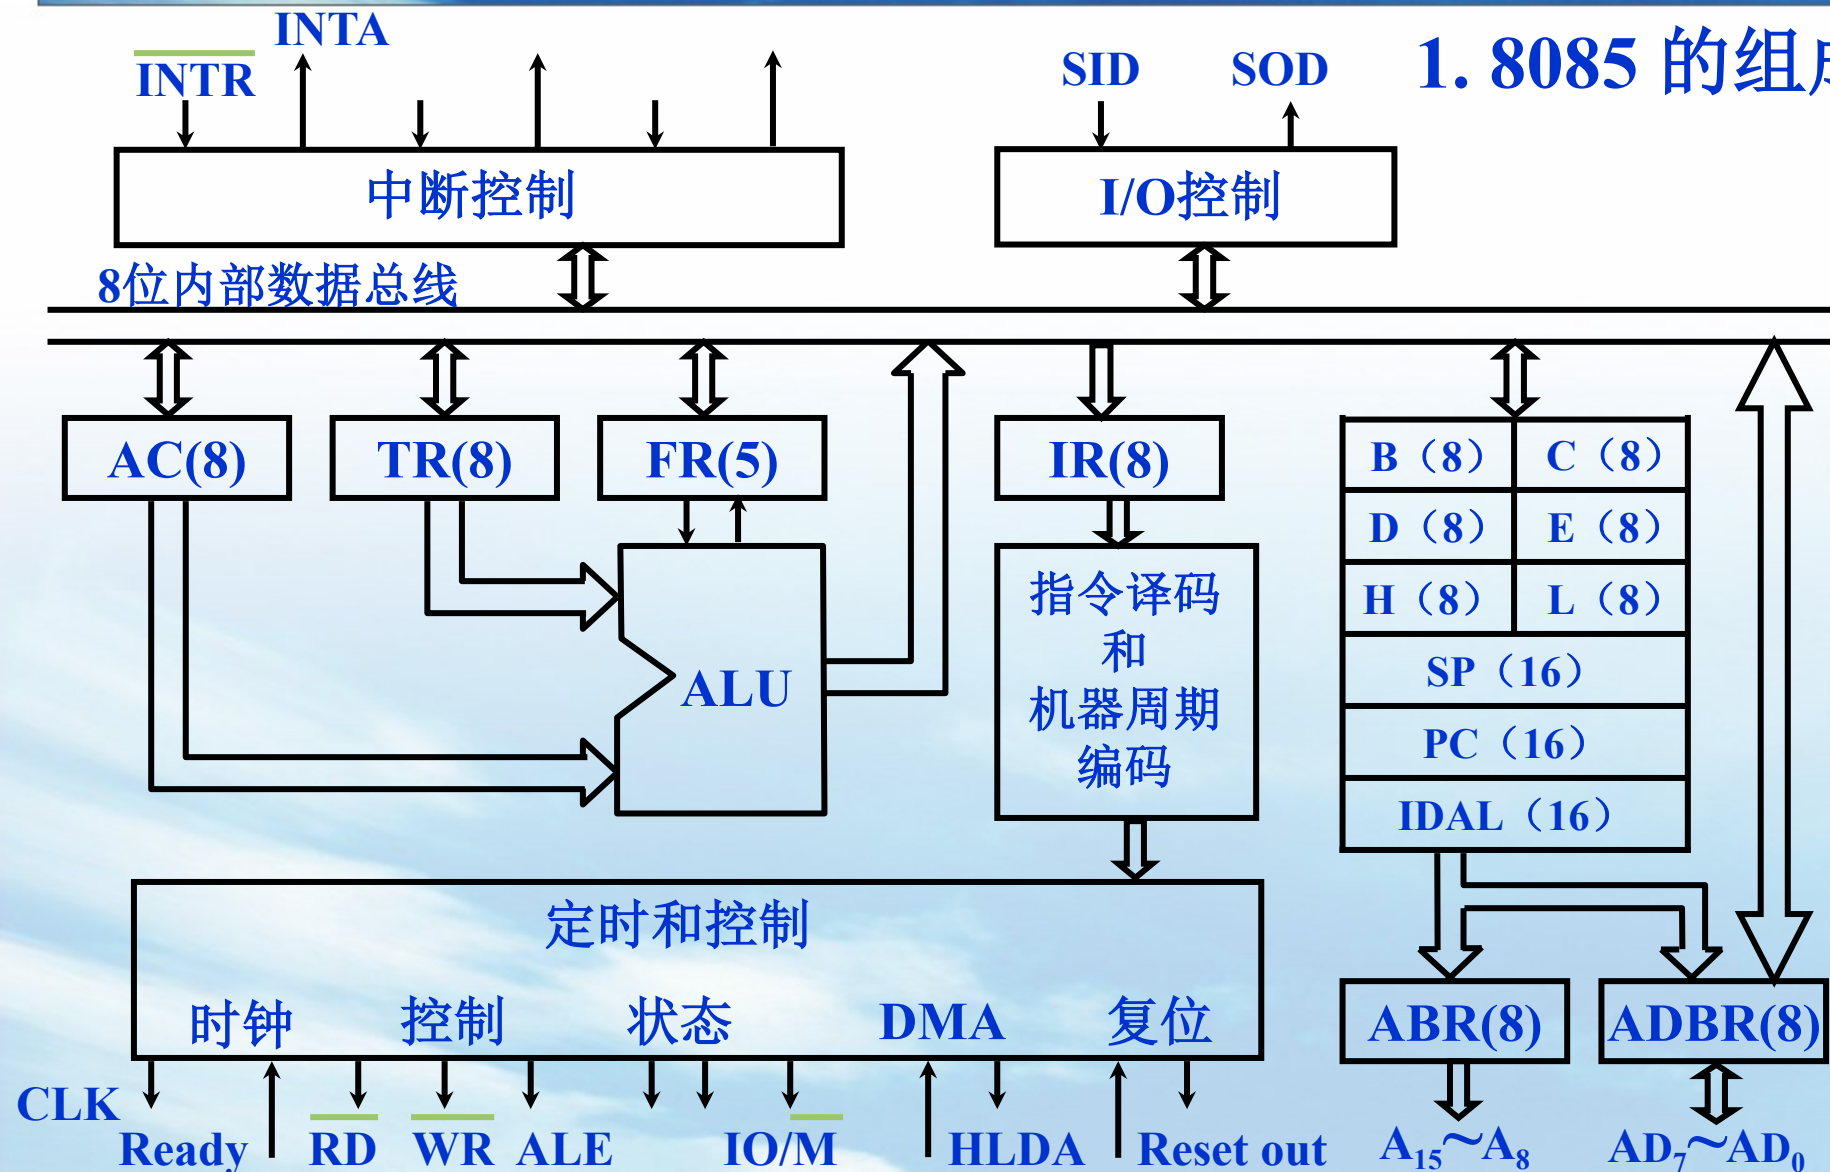 1. 8085 的组成
INTA
INTR
SID SOD
中断控制
I/O控制
8位内部数据总线
AC(8) TR(8) FR(5) IR(8)
B（8） C（8）
D（8） E（8）
H（8） L（8）
SP（16）
PC（16）
IDAL（16）
ALU
指令译码
和
机器周期
编码
定时和控制
时钟 控制 状态 DMA 复位
ABR(8) ADBR(8)
CLK
Ready RD WR ALE IO/M HLDA Reset out
A15～A8 AD7～AD0